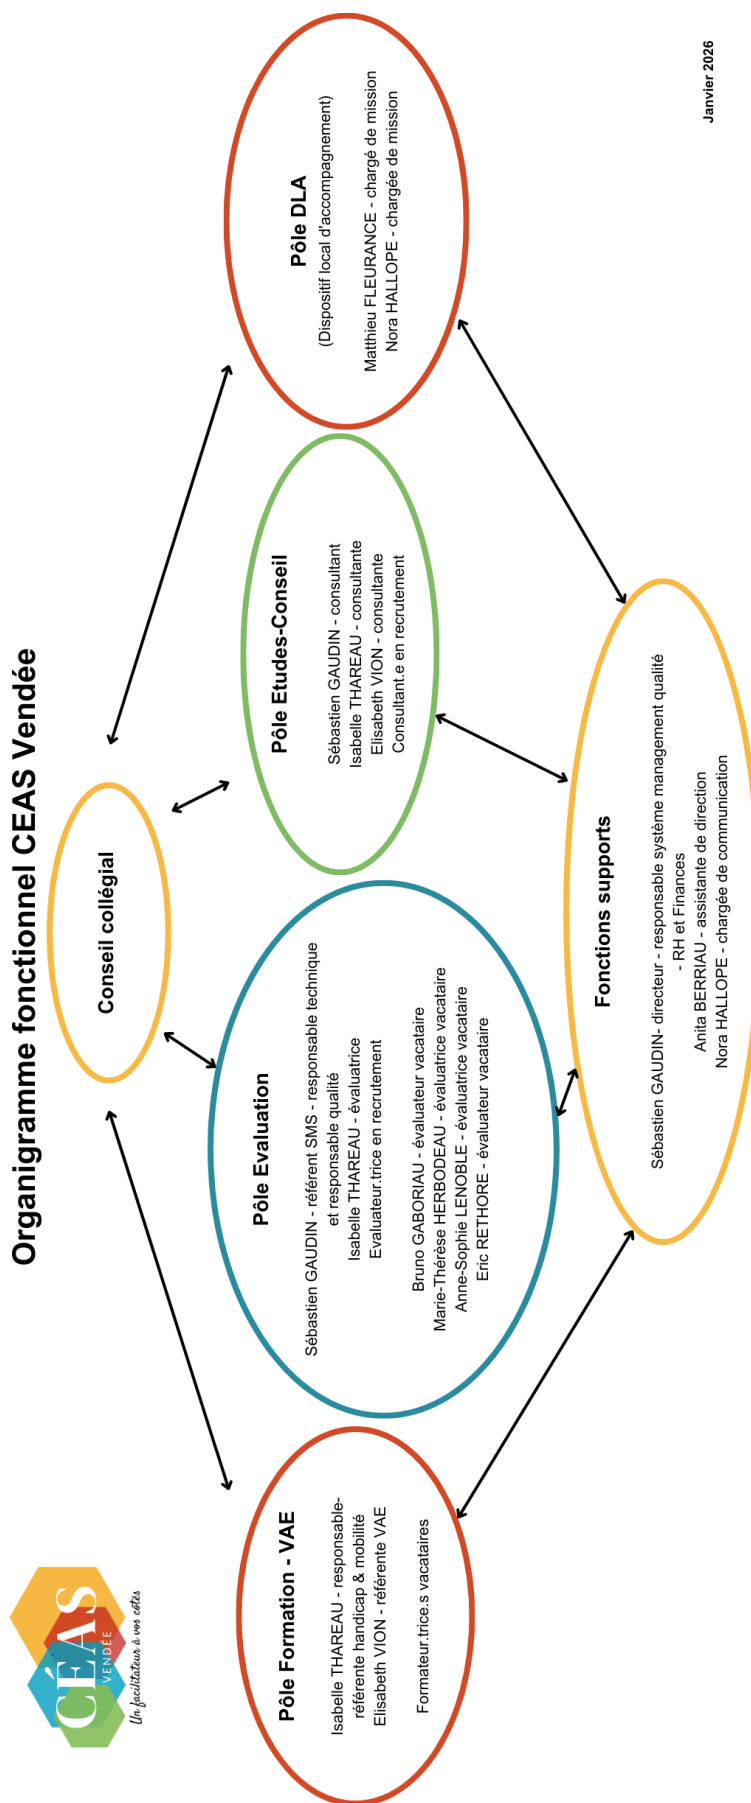 CÉAS
VENDÉE
Un facilitateur à vos côtés
Organigramme fonctionnel CEAS Vendée
Conseil collégial
Pôle Formation - VAE
Isabelle THAREAU - responsable-
référente handicap & mobilité
Elisabeth VION - référente VAE
Formateur.trice.s vacataires
Pôle Evaluation
Sébastien GAUDIN - référent SMS - responsable technique
et responsable qualité
Isabelle THAREAU - évaluatrice
Evaluateur.trice en recrutement
Bruno GABORIAU - évaluateur vacataire
Marie-Thérèse HERBODEAU - évaluatrice vacataire
Anne-Sophie LENOBLE - évaluatrice vacataire
Eric RETHORE - évaluateur vacataire
Pôle Etudes-Conseil
Sébastien GAUDIN - consultant
Isabelle THAREAU - consultante
Elisabeth VION - consultante
Consultant.e en recrutement
Pôle DLA
(Dispositif local d'accompagnement)
Matthieu FLEURANCE - chargé de mission
Nora HALLOPE - chargée de mission
Fonctions supports
Sébastien GAUDIN- directeur - responsable système management qualité
- RH et Finances
Anita BERRIAU - assistante de direction
Nora HALLOPE - chargée de communication
Janvier 2026